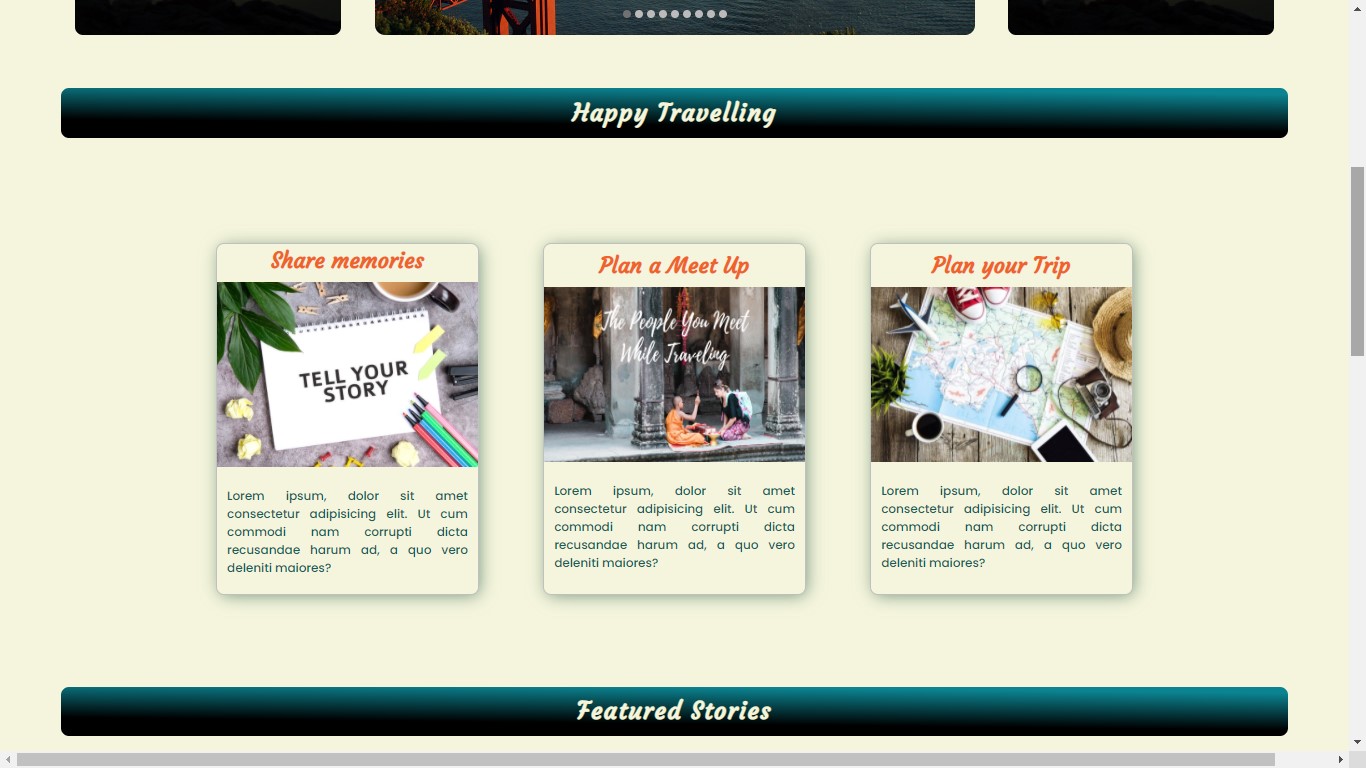 Happy Travelling
Share memories
TELL YOUR
STORY
Lorem ipsum, dolor sit amet
consectetur adipisicing elit. Ut cum
commodi nam corrupti dicta
recusandae harum ad, a quo vero
deleniti maiores?
Plan a Meet Up
The People You Meet
While Traveling
Lorem ipsum, dolor sit amet
consectetur adipisicing elit. Ut cum
commodi nam corrupti dicta
recusandae harum ad, a quo vero
deleniti maiores?
Plan your Trip
Lorem ipsum, dolor sit amet
consectetur adipisicing elit. Ut cum
commodi nam corrupti dicta
recusandae harum ad, a quo vero
deleniti maiores?
Featured Stories